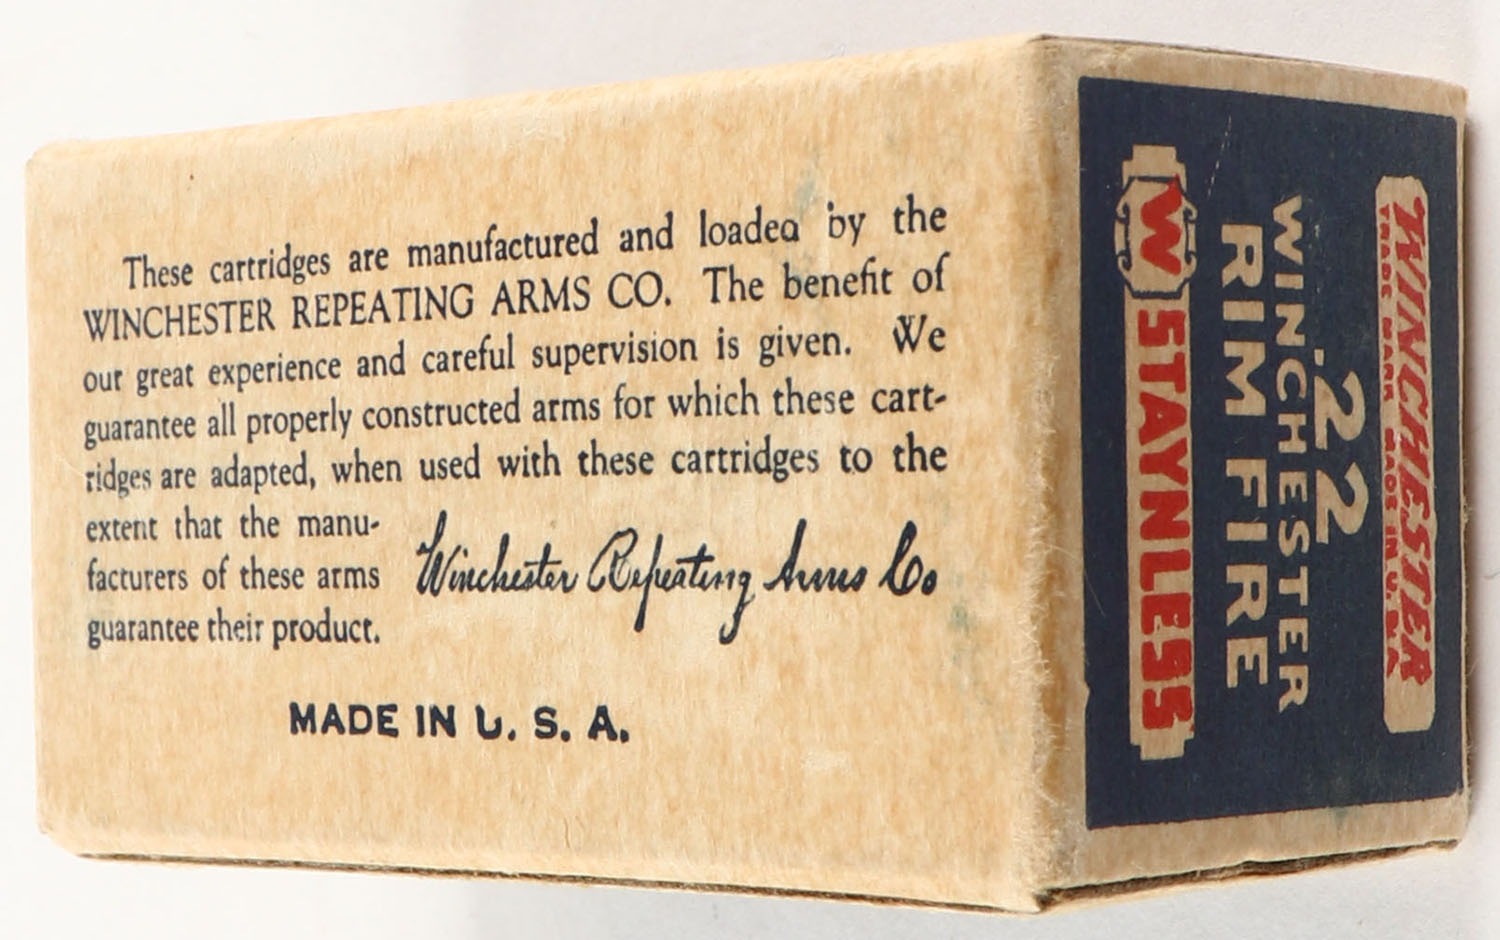 These cartridges are manufactured and loaded by the
WINCHESTER REPEATING ARMS CO. The benefit of
our great experience and careful supervision is given. We
guarantee all properly constructed arms for which these cart-
ridges are adapted, when used with these cartridges to the
extent that the manu-
facturers of these arms
guarantee their product.
Winchester Repeating Arms Co
MADE IN U. S. A.
WINCHESTER
TRADE MARK MADE IN U.S.A.
.22
WINCHESTER
RIM FIRE
W STAYNLESS